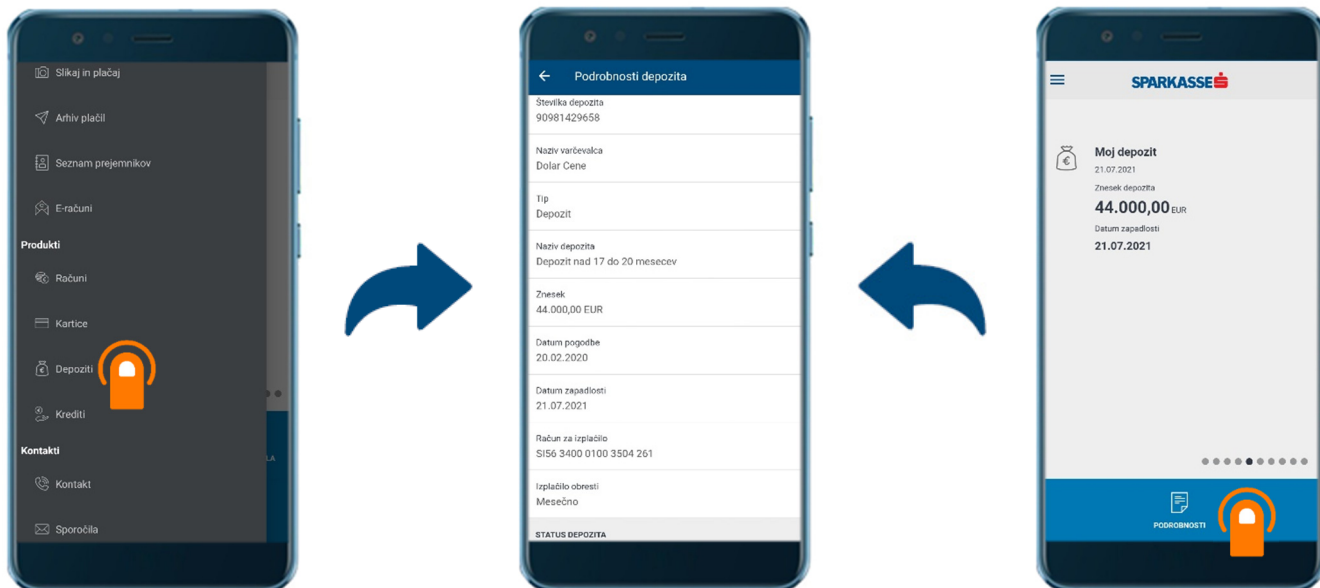 Slikaj in plačaj
Arhiv plačil
Seznam prejemnikov
E-računi
Produkti
Računi
Kartice
Depoziti
Krediti
Kontakti
LA
Kontakt
Sporočila
Podrobnosti depozita
Številka depozita
90981429658
Naziv varčevalca
Dolar Cene
Tip
Depozit
Naziv depozita
Depozit nad 17 do 20 mesecev
Znesek
44.000,00 EUR
Datum pogodbe
20.02.2020
Datum zapadlosti
21.07.2021
Račun za izplačilo
SI56 3400 0100 3504 261
Izplačilo obresti
Mesečno
STATUS DEPOZITA
SPARKASSE
Moj depozit
21.07.2021
Znesek depozita
44.000,00 EUR
Datum zapadlosti
21.07.2021
PODROBNOSTI